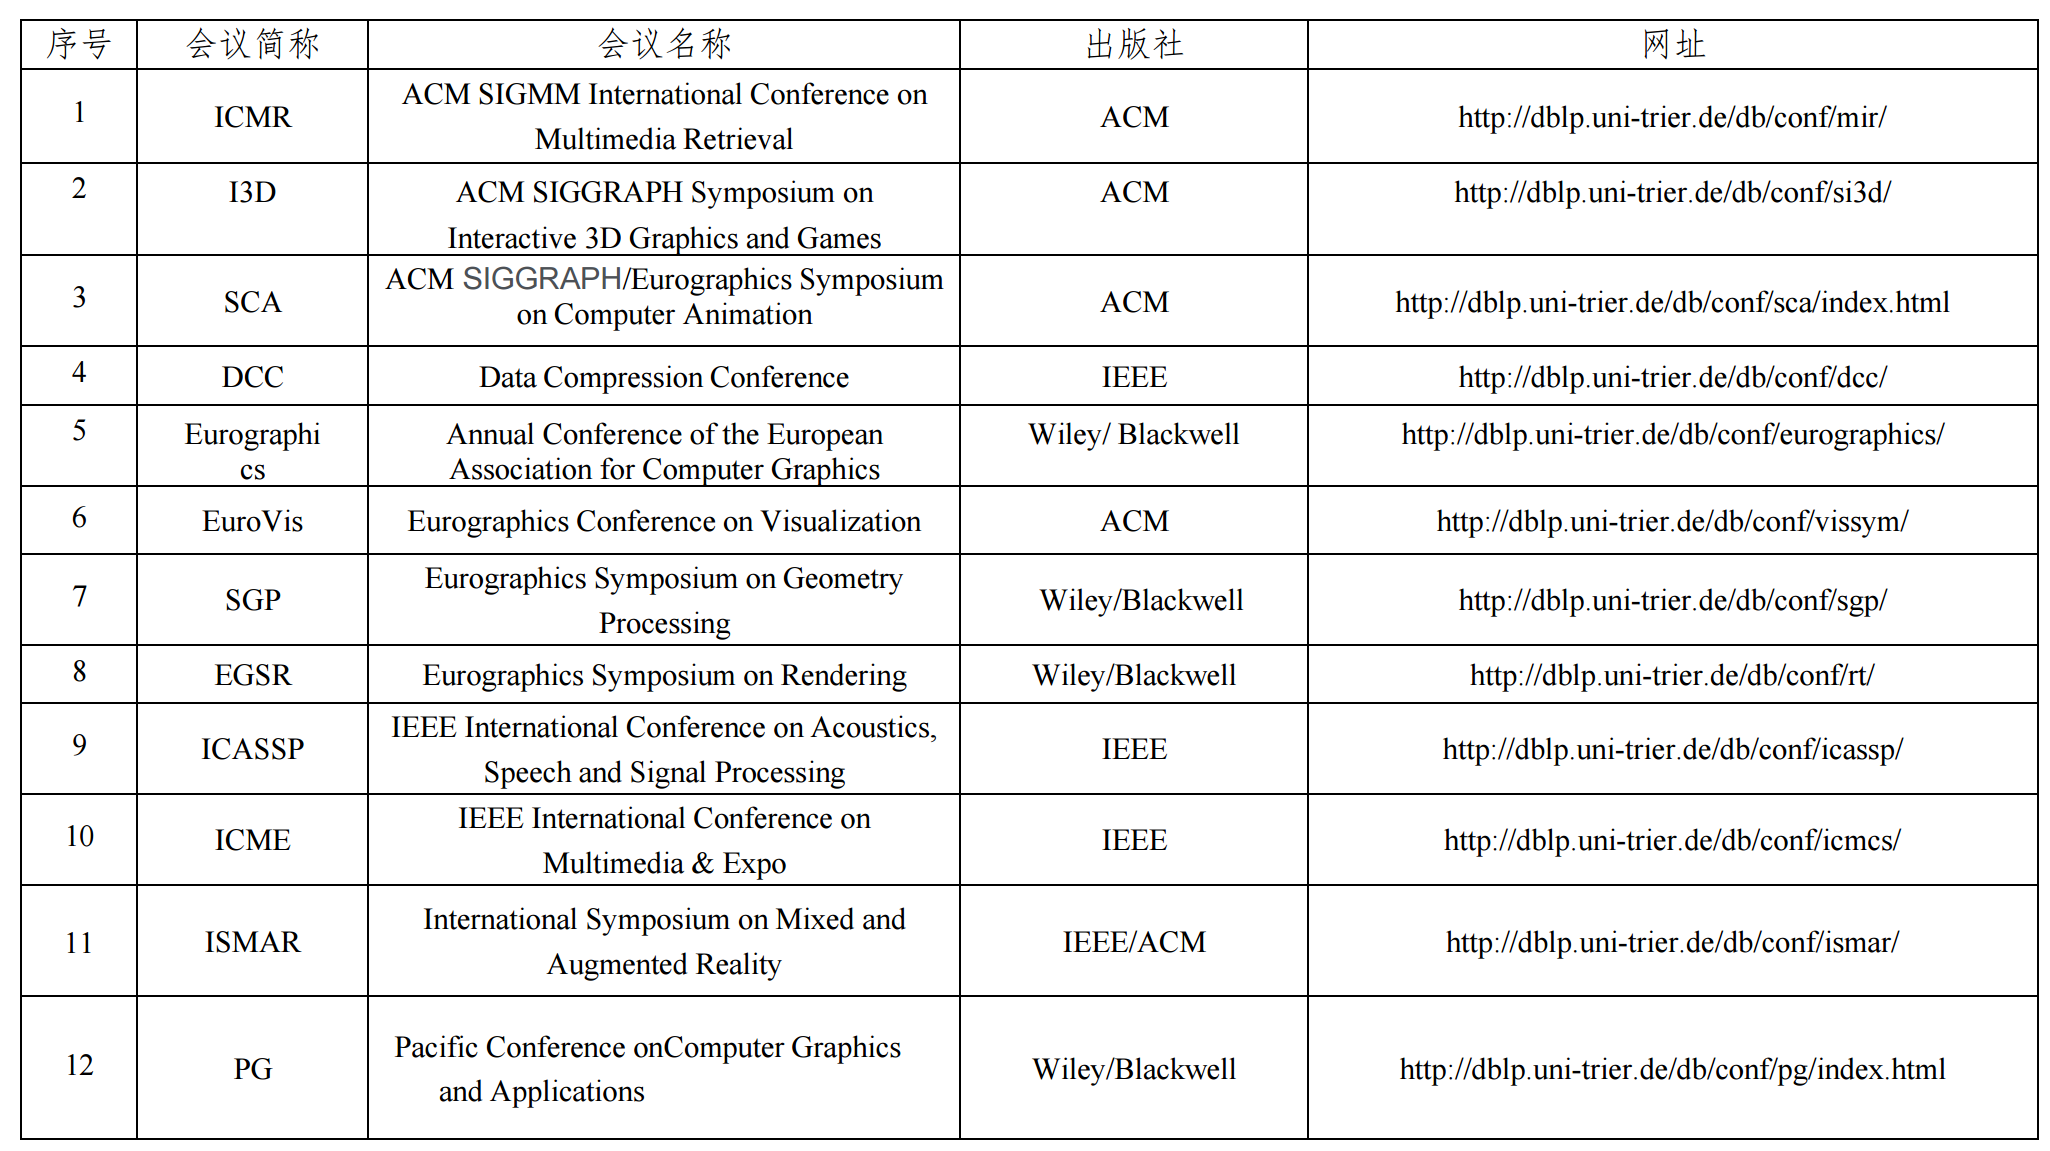 序号 会议简称 会议名称 出版社 网址
1 ICMR ACM SIGMM International Conference on
Multimedia Retrieval ACM http://dblp.uni-trier.de/db/conf/mir/
2 I3D ACM SIGGRAPH Symposium on
Interactive 3D Graphics and Games ACM http://dblp.uni-trier.de/db/conf/si3d/
3 SCA ACM SIGGRAPH/Eurographics Symposium
on Computer Animation ACM http://dblp.uni-trier.de/db/conf/sca/index.html
4 DCC Data Compression Conference IEEE http://dblp.uni-trier.de/db/conf/dcc/
5 Eurographi
cs Annual Conference of the European
Association for Computer Graphics Wiley/ Blackwell http://dblp.uni-trier.de/db/conf/eurographics/
6 EuroVis Eurographics Conference on Visualization ACM http://dblp.uni-trier.de/db/conf/vissym/
7 SGP Eurographics Symposium on Geometry
Processing Wiley/Blackwell http://dblp.uni-trier.de/db/conf/sgp/
8 EGSR Eurographics Symposium on Rendering Wiley/Blackwell http://dblp.uni-trier.de/db/conf/rt/
9 ICASSP IEEE International Conference on Acoustics,
Speech and Signal Processing IEEE http://dblp.uni-trier.de/db/conf/icassp/
10 ICME IEEE International Conference on
Multimedia & Expo IEEE http://dblp.uni-trier.de/db/conf/icmcs/
11 ISMAR International Symposium on Mixed and
Augmented Reality IEEE/ACM http://dblp.uni-trier.de/db/conf/ismar/
12 PG Pacific Conference onComputer Graphics
and Applications Wiley/Blackwell http://dblp.uni-trier.de/db/conf/pg/index.html